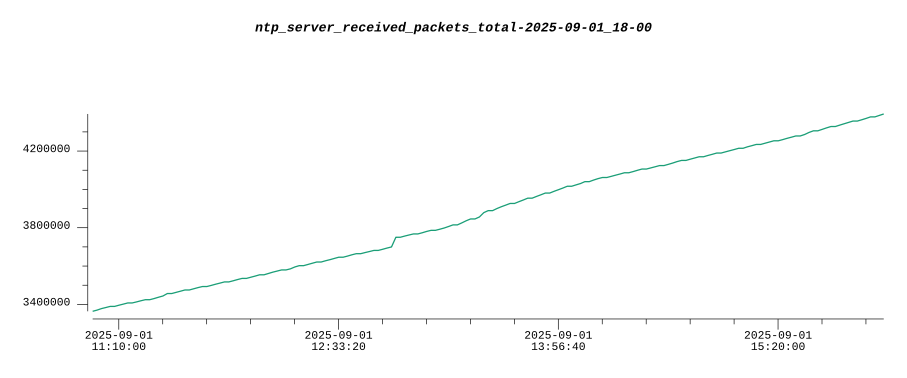 ntp_server_received_packets_total-2025-09-01_18-00
4200000
3800000
3400000
2025-09-01 2025-09-01 2025-09-01 2025-09-01
11:10:00 12:33:20 13:56:40 15:20:00